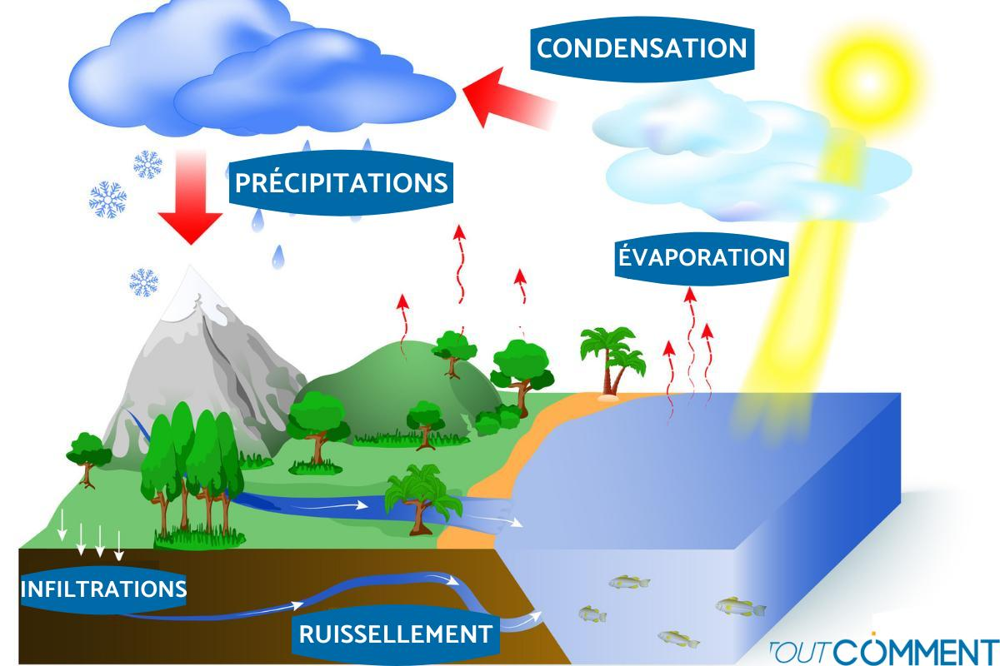 CONDENSATION
PRÉCIPITATIONS
ÉVAPORATION
INFILTRATIONS
RUISSELLEMENT
TOUTCOMMENT